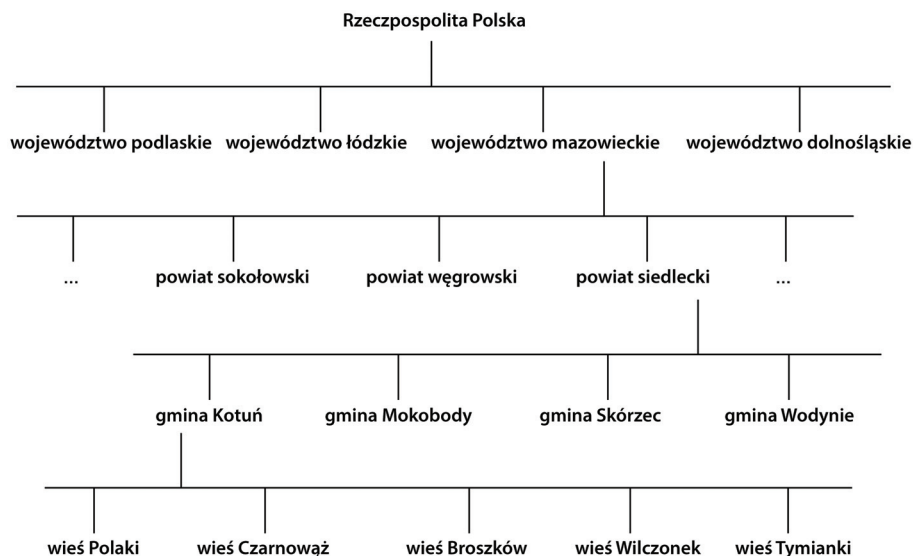 Rzeczpospolita Polska
województwo podlaskie województwo łódzkie województwo mazowieckie województwo dolnośląskie
... powiat sokołowski powiat węgrowski powiat siedlecki ...
gmina Kotuń gmina Mokobody gmina Skórzec gmina Wodynie
wieś Polaki wieś Czarnowąż wieś Broszków wieś Wilczonek wieś Tymianki